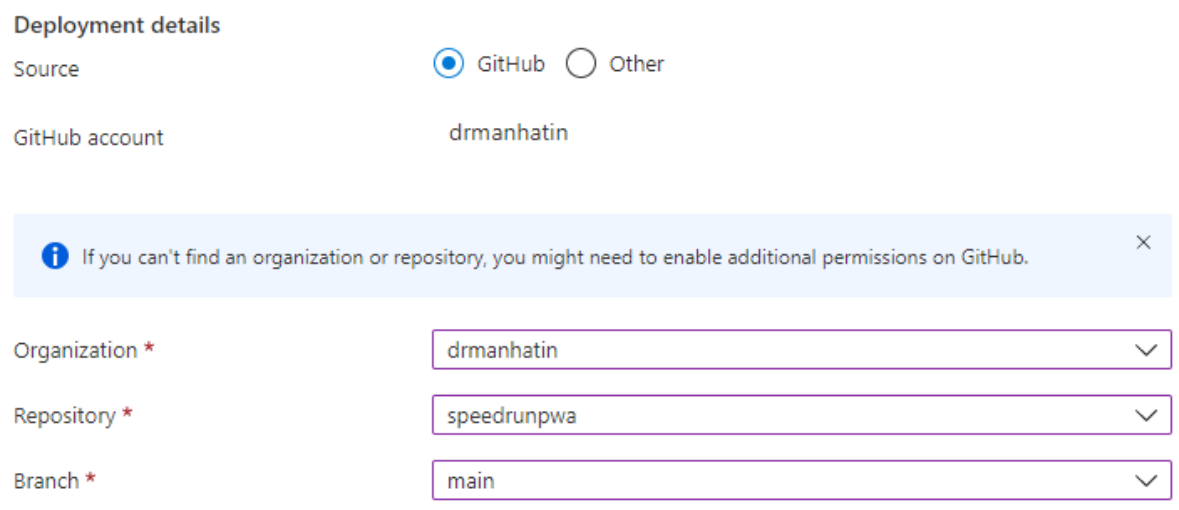 Deployment details
Source GitHub Other
GitHub account drmanhatin
If you can't find an organization or repository, you might need to enable additional permissions on GitHub.
Organization * drmanhatin
Repository * speedrunpwa
Branch * main